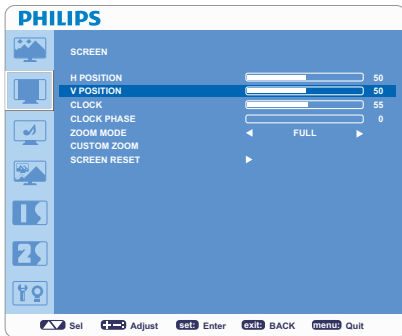 PHILIPS
SCREEN
H POSITION 50
V POSITION 50
CLOCK 55
CLOCK PHASE 0
ZOOM MODE FULL
CUSTOM ZOOM
SCREEN RESET
Sel Adjust set: Enter exit: BACK menu: Quit